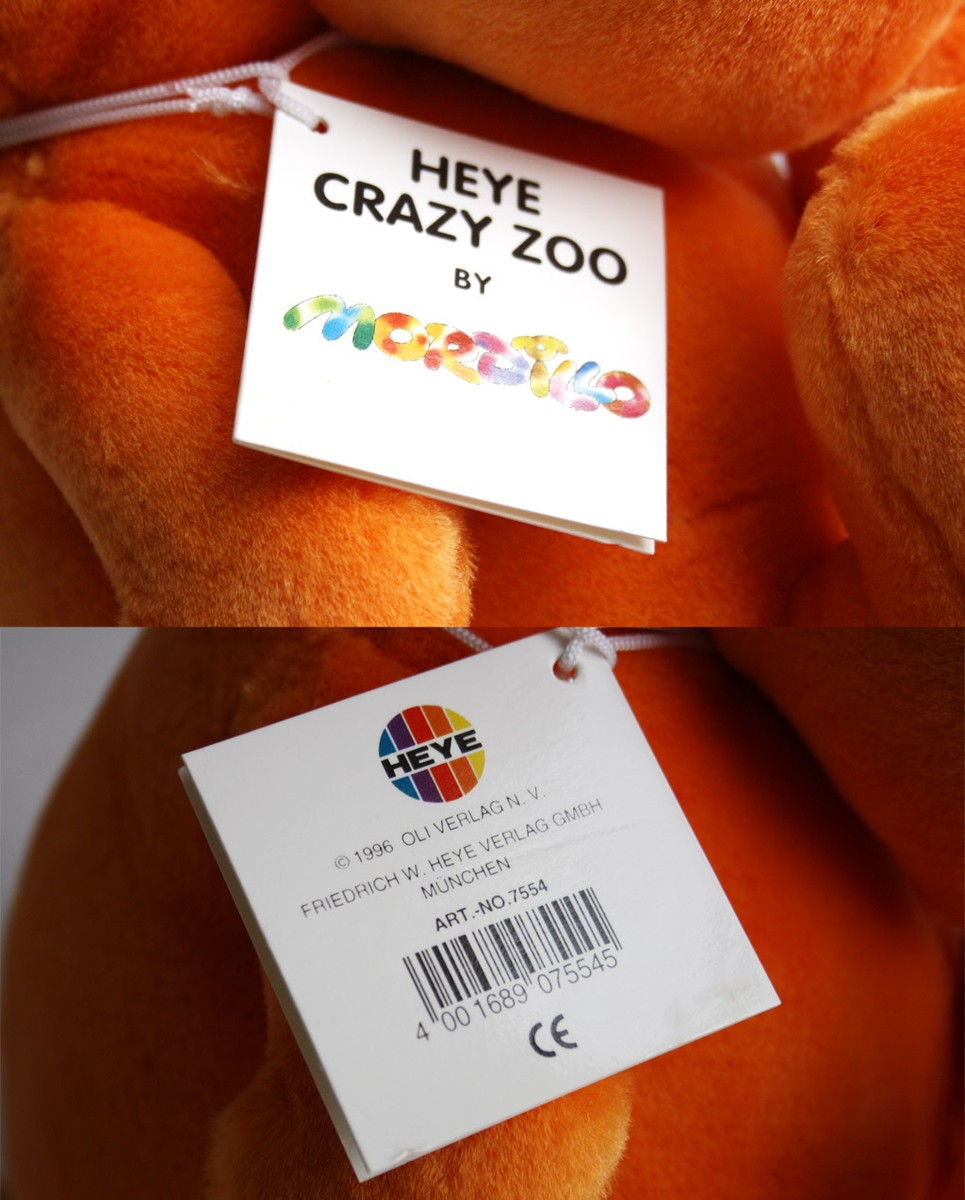 HEYE
CRAZY ZOO
BY
MORDILLO
HEYE
© 1996 OLI VERLAG N. V.
FRIEDRICH W. HEYE VERLAG GMBH
MÜNCHEN
ART.-NO.7554
4 001689 075545
CE